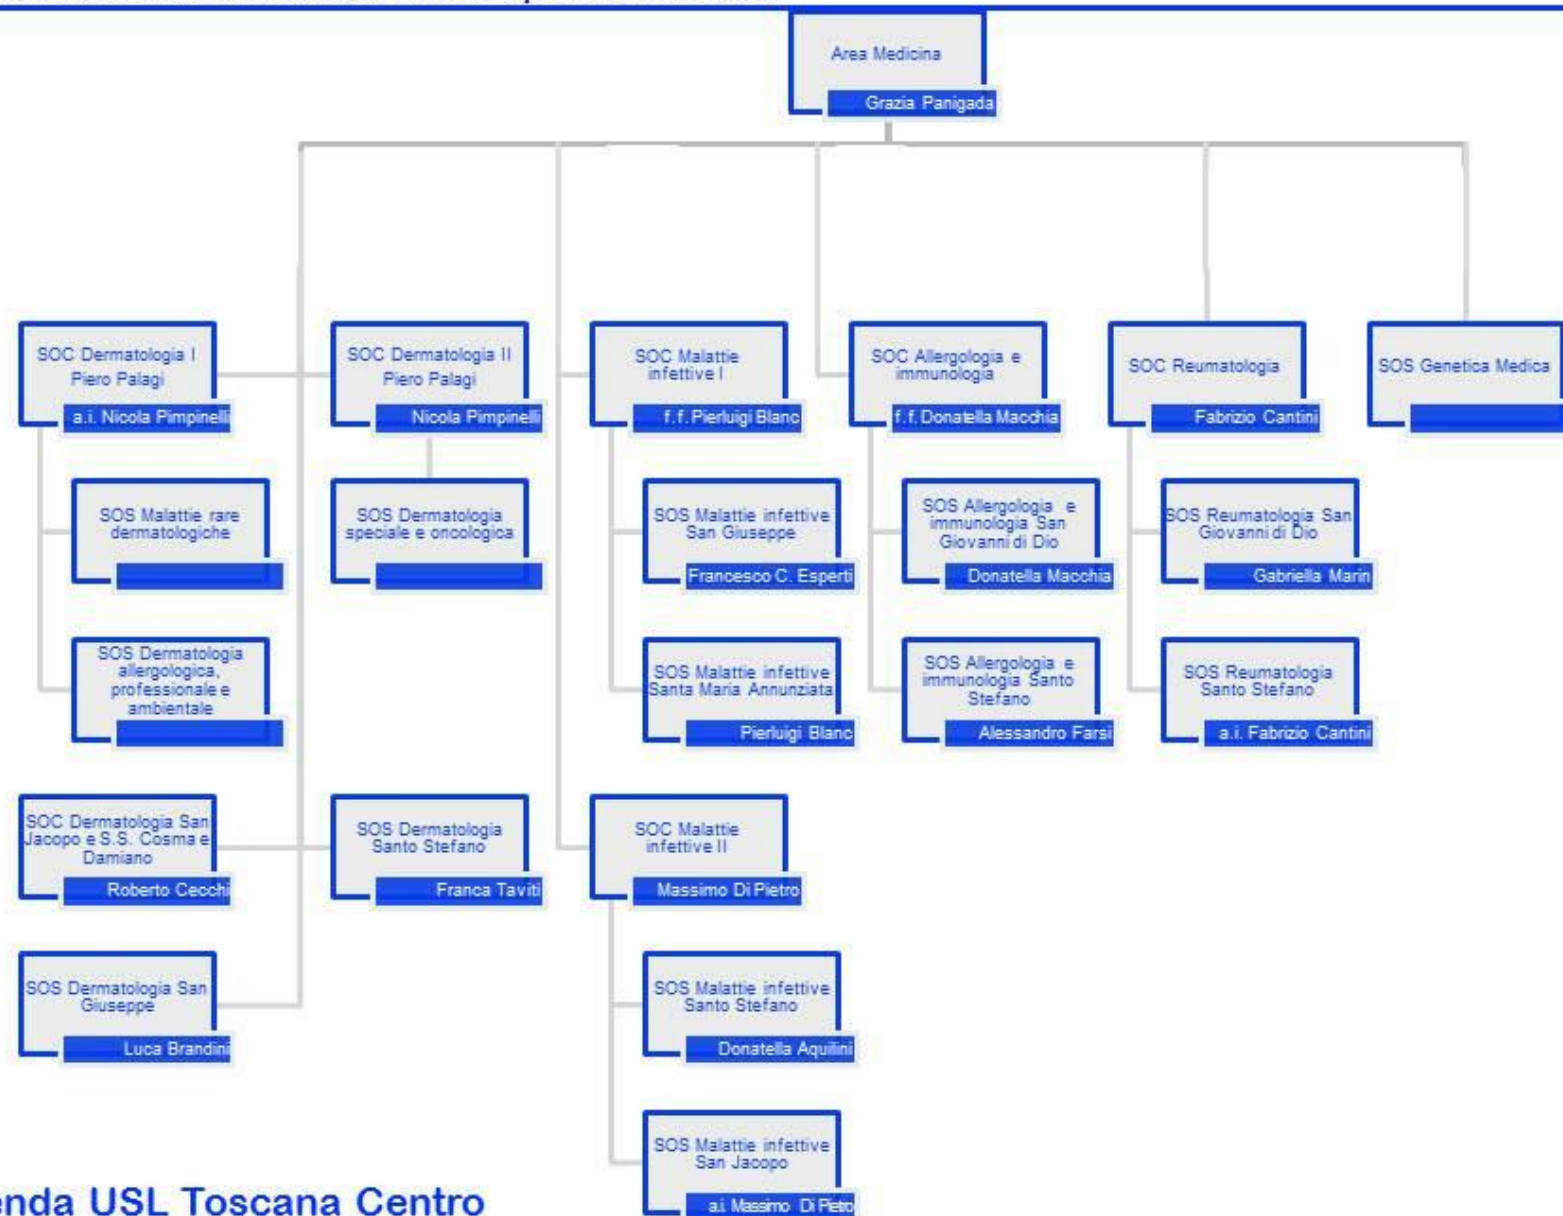 Area Medicina
Grazia Panigada
SOC Dermatologia I
Piero Palagi
a.i. Nicola Pimpinelli
SOC Dermatologia II
Piero Palagi
Nicola Pimpinelli
SOC Malattie
infettive I
f.f. Pierluigi Blanc
SOC Allergologia e
immunologia
f.f. Donatella Macchia
SOC Reumatologia
Fabrizio Cantini
SOS Genetica Medica
SOS Malattie rare
dermatologiche
SOS Dermatologia
speciale e oncologica
SOS Malattie infettive
San Giuseppe
Francesco C. Esperti
SOS Allergologia e
immunologia San
Giovanni di Dio
Donatella Macchia
SOS Reumatologia San
Giovanni di Dio
Gabriella Marin
SOS Dermatologia
allergologica,
professionale e
ambientale
SOS Malattie infettive
Santa Maria Annunziata
Pierluigi Blanc
SOS Allergologia e
immunologia Santo
Stefano
Alessandro Farsi
SOS Reumatologia
Santo Stefano
a.i. Fabrizio Cantini
SOC Dermatologia San
Jacopo e S.S. Cosma e
Damiano
Roberto Cecchi
SOS Dermatologia
Santo Stefano
Franca Taviti
SOC Malattie
infettive II
Massimo Di Pietro
SOS Dermatologia San
Giuseppe
Luca Brandini
SOS Malattie infettive
Santo Stefano
Donatella Aquilini
SOS Malattie infettive
San Jacopo
a.i. Massimo Di Pietro
enda USL Toscana Centro